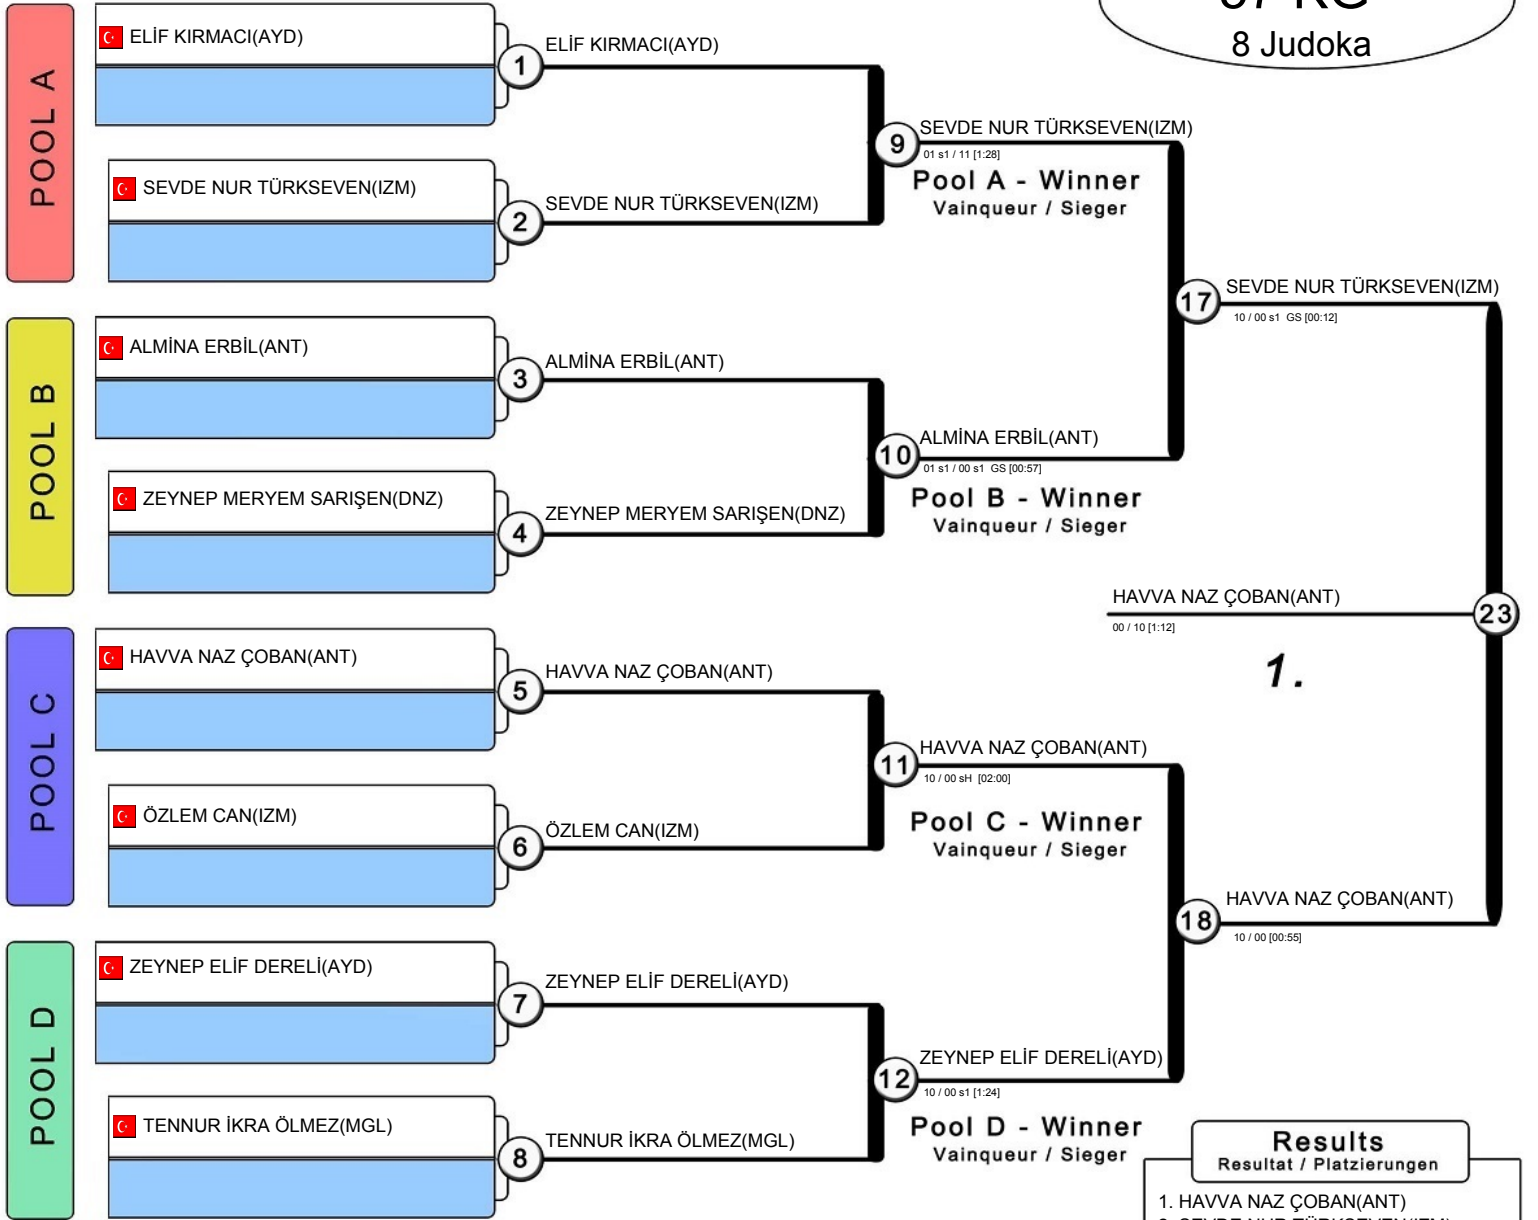 8 Judoka
POOL A
ELİF KIRMACI(AYD)
1
ELİF KIRMACI(AYD)
SEVDE NUR TÜRKSEVEN(IZM)
2
SEVDE NUR TÜRKSEVEN(IZM)
9
SEVDE NUR TÜRKSEVEN(IZM)
01 s1 / 11 [1:28]
Pool A - Winner
Vainqueur / Sieger
POOL B
ALMİNA ERBİL(ANT)
3
ALMİNA ERBİL(ANT)
ZEYNEP MERYEM SARIŞEN(DNZ)
4
ZEYNEP MERYEM SARIŞEN(DNZ)
10
ALMİNA ERBİL(ANT)
01 s1 / 00 s1 GS [00:57]
Pool B - Winner
Vainqueur / Sieger
17
SEVDE NUR TÜRKSEVEN(IZM)
10 / 00 s1 GS [00:12]
HAVVA NAZ ÇOBAN(ANT)
23
00 / 10 [1:12]
1.
POOL C
HAVVA NAZ ÇOBAN(ANT)
5
HAVVA NAZ ÇOBAN(ANT)
ÖZLEM CAN(IZM)
6
ÖZLEM CAN(IZM)
11
HAVVA NAZ ÇOBAN(ANT)
10 / 00 sH [02:00]
Pool C - Winner
Vainqueur / Sieger
18
HAVVA NAZ ÇOBAN(ANT)
10 / 00 [00:55]
POOL D
ZEYNEP ELİF DERELİ(AYD)
7
ZEYNEP ELİF DERELİ(AYD)
TENNUR İKRA ÖLMEZ(MGL)
8
TENNUR İKRA ÖLMEZ(MGL)
12
ZEYNEP ELİF DERELİ(AYD)
10 / 00 s1 [1:24]
Pool D - Winner
Vainqueur / Sieger
Results
Resultat / Platzierungen
1. HAVVA NAZ ÇOBAN(ANT)